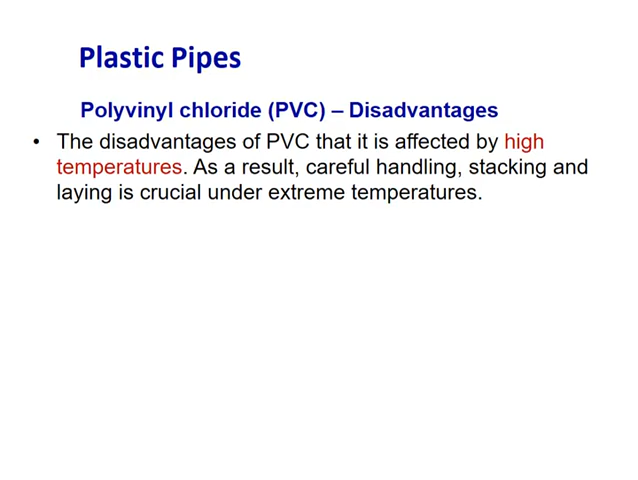 Plastic Pipes
Polyvinyl chloride (PVC) – Disadvantages
• The disadvantages of PVC that it is affected by high
temperatures. As a result, careful handling, stacking and
laying is crucial under extreme temperatures.